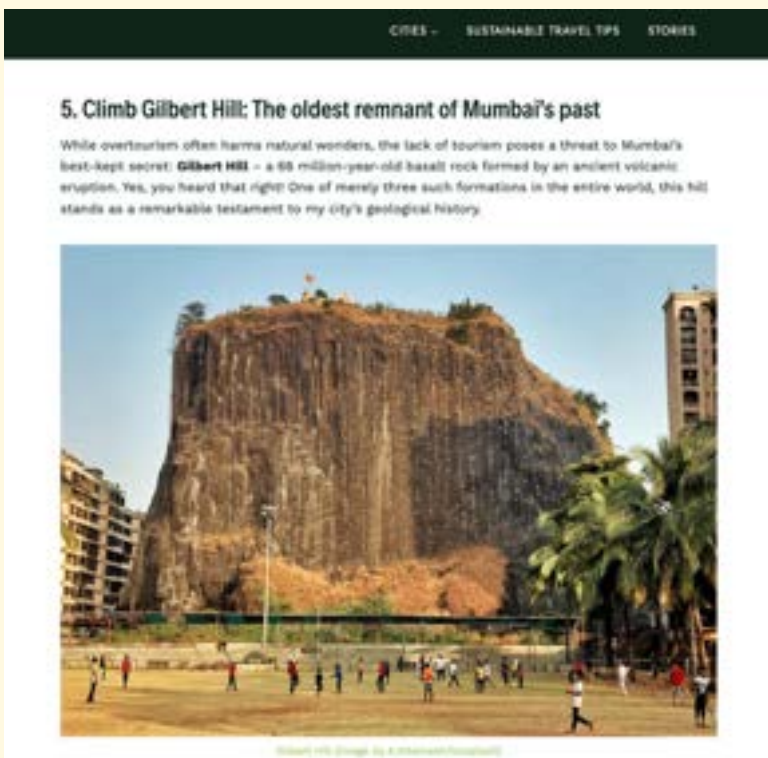 CITIES SUSTAINABLE TRAVEL TIPS STORIES
5. Climb Gilbert Hill: The oldest remnant of Mumbai's past
While overtourism often harms natural wonders, the lack of tourism poses a threat to Mumbai's
best-kept secret: Gilbert Hill – a 66 million-year-old basalt rock formed by an ancient volcanic
eruption. Yes, you heard that right! One of merely three such formations in the entire world, this hill
stands as a remarkable testament to my city's geological history.
Gilbert Hill (Image by